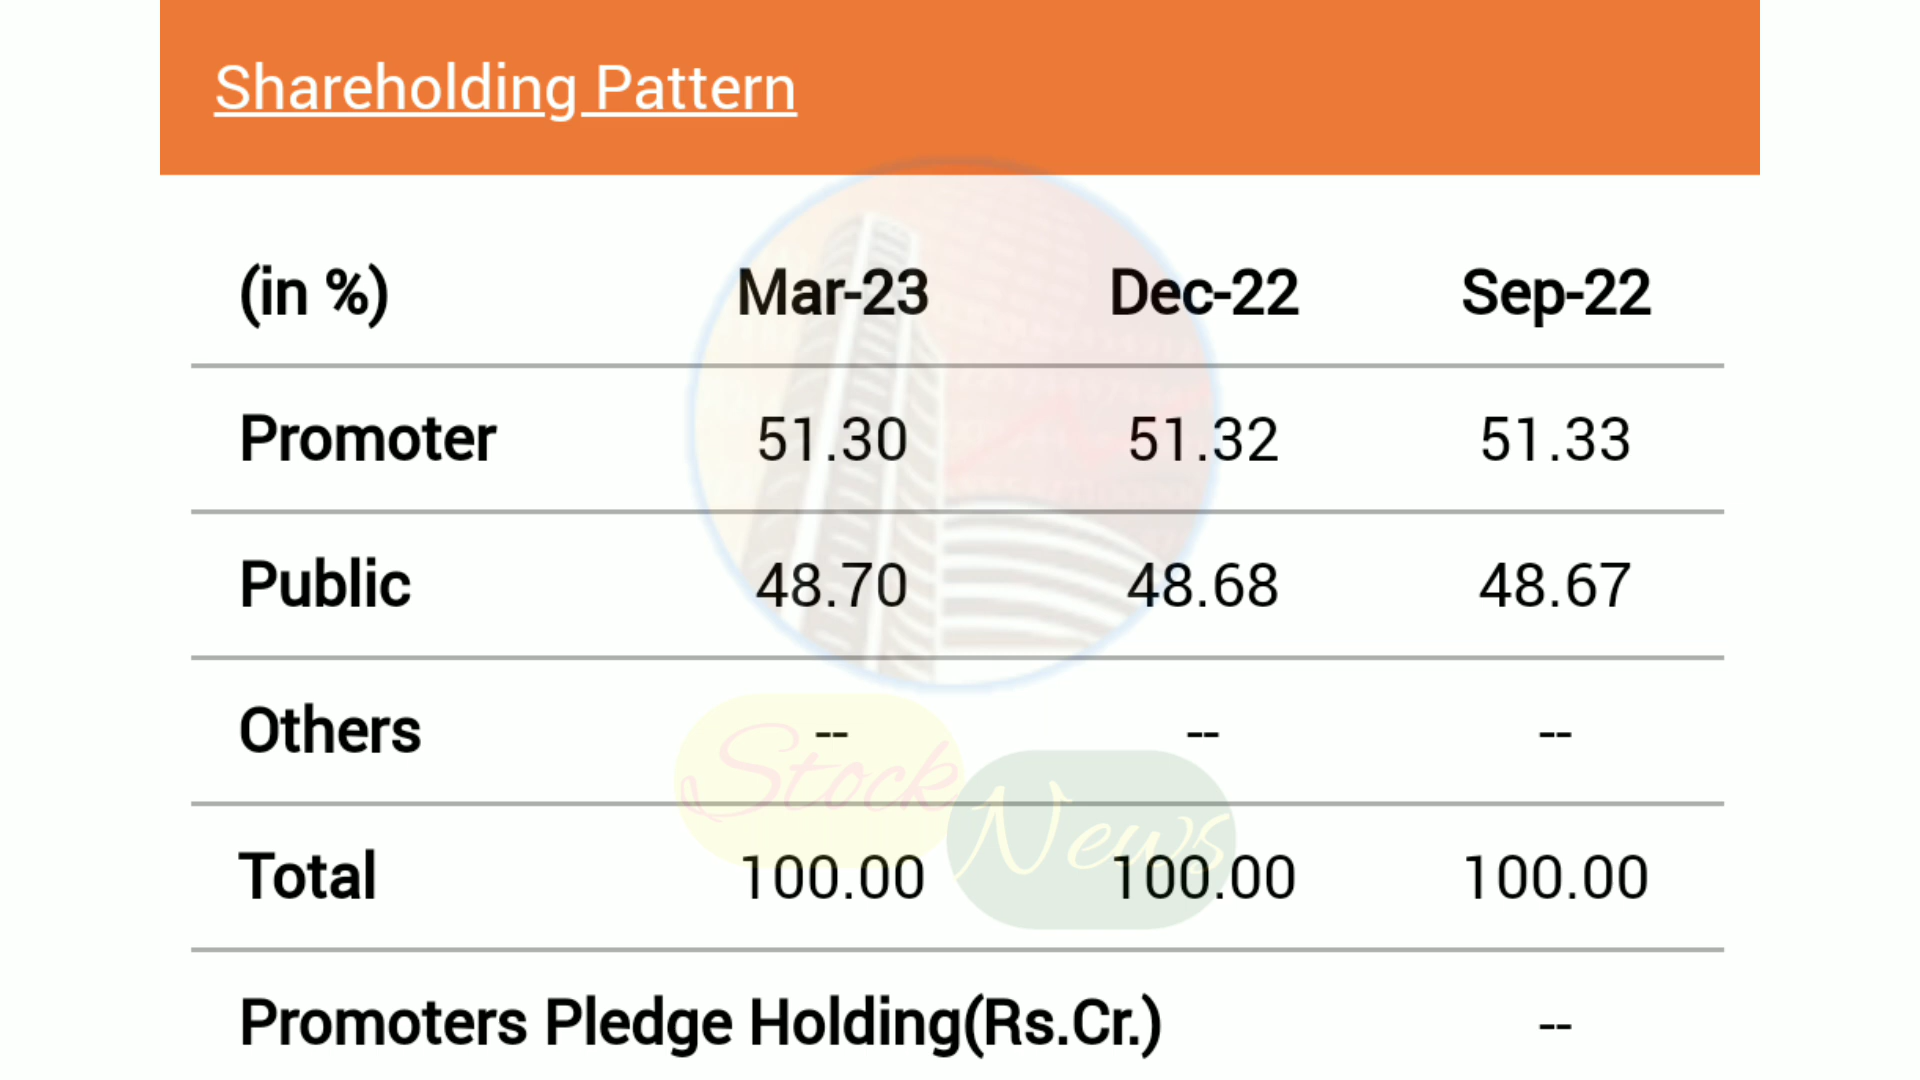 Shareholding Pattern
(in %) Mar-23 Dec-22 Sep-22
Promoter 51.30 51.32 51.33
Public 48.70 48.68 48.67
Others -- -- --
Stock
News
Total 100.00 100.00 100.00
Promoters Pledge Holding(Rs.Cr.) --